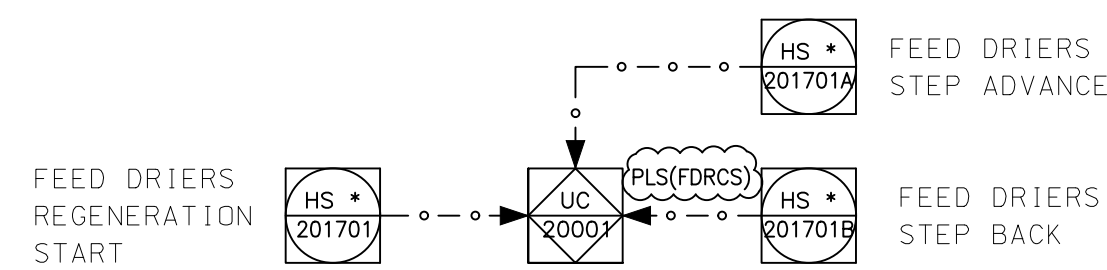 HS *
201701A
FEED DRIERS
STEP ADVANCE
FEED DRIERS
REGENERATION
START
HS *
201701
UC
20001
PLS(FDRCS)
HS *
201701B
FEED DRIERS
STEP BACK